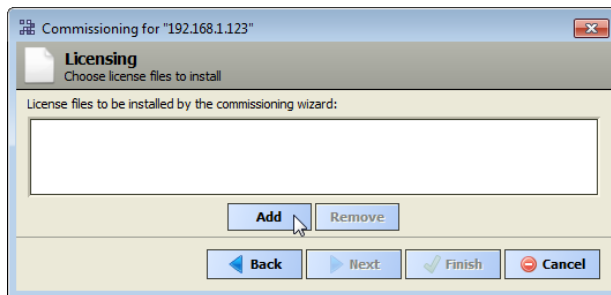 Commissioning for "192.168.1.123"
Licensing
Choose license files to install
License files to be installed by the commissioning wizard:
Add Remove
Back Next Finish Cancel